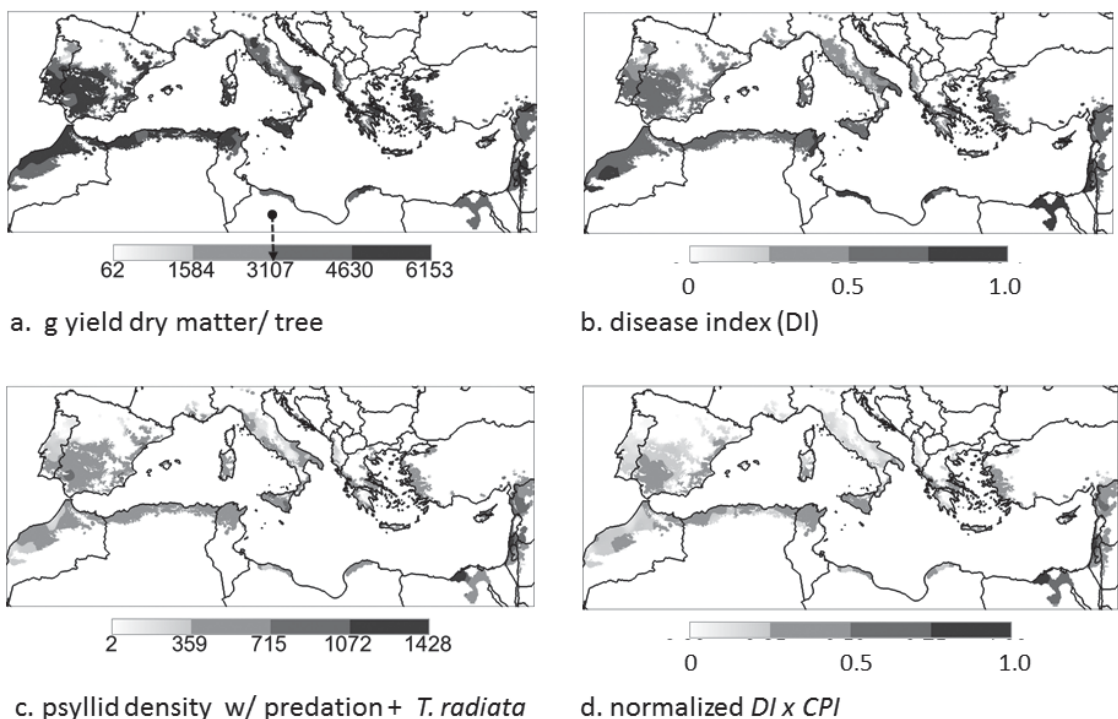 62 1584 3107 4630 6153
0 0.5 1.0
a. g yield dry matter/ tree
b. disease index (DI)
2 359 715 1072 1428
0 0.5 1.0
c. psyllid density w/ predation + T. radiata
d. normalized DI x CPI